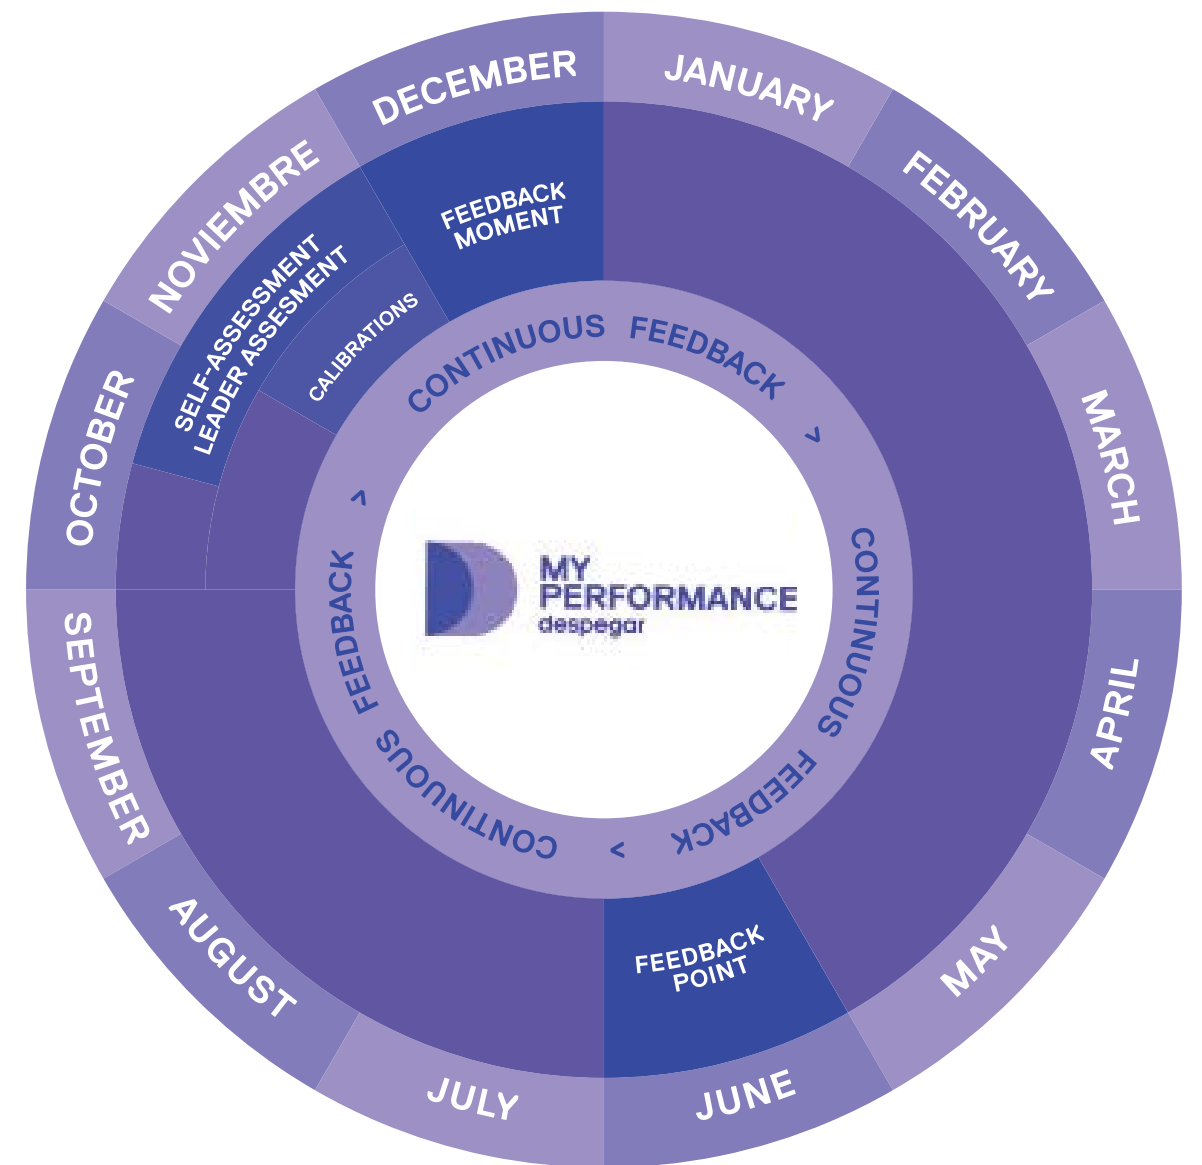 JANUARY
FEBRUARY
MARCH
APRIL
MAY
JUNE
JULY
AUGUST
SEPTEMBER
OCTOBER
NOVIEMBRE
DECEMBER
FEEDBACK
MOMENT
SELF-ASSESSMENT
LEADER ASSESMENT
CALIBRATIONS
FEEDBACK
POINT
CONTINUOUS FEEDBACK >
CONTINUOUS FEEDBACK >
CONTINUOUS FEEDBACK >
MY
PERFORMANCE
despegar